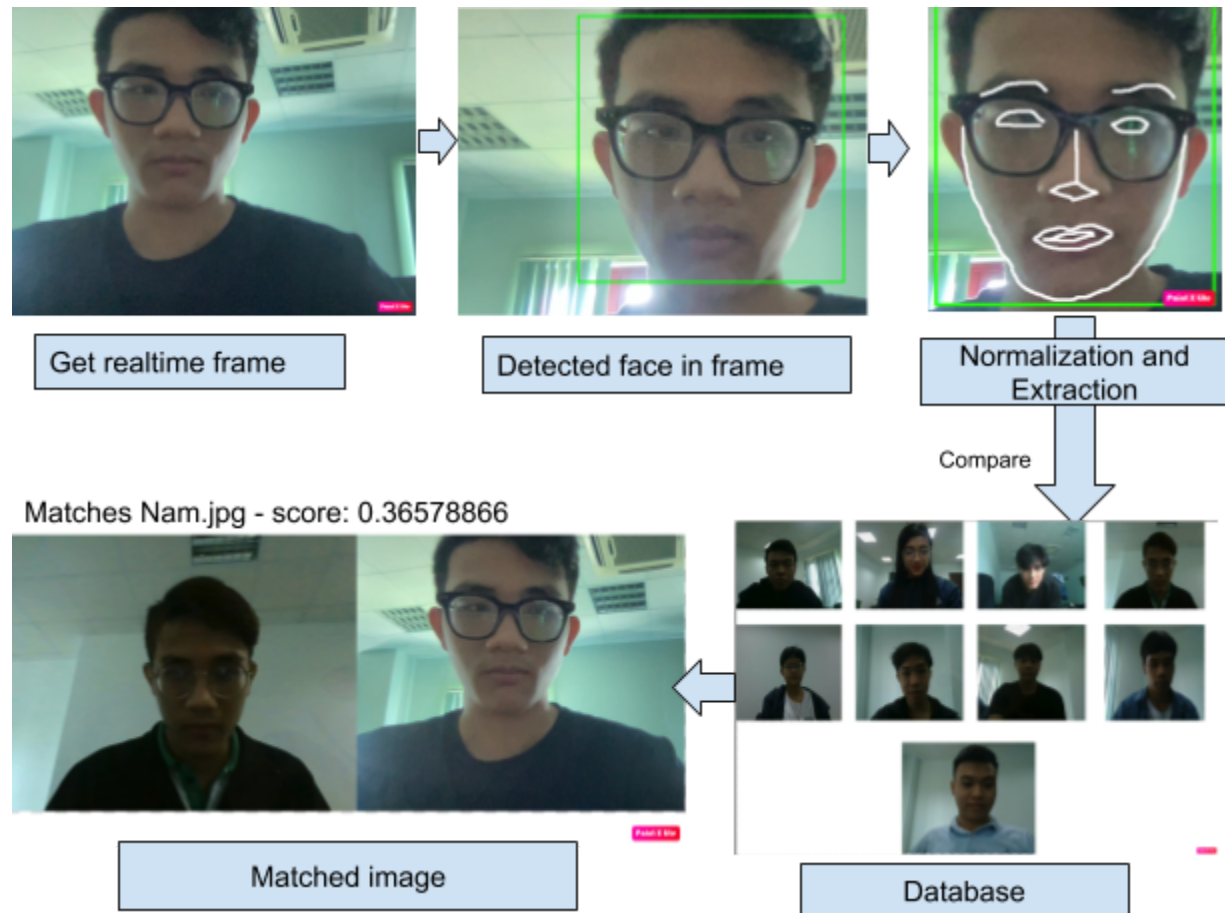 Get realtime frame
Detected face in frame
Normalization and
Extraction
Compare
Matches Nam.jpg - score: 0.36578866
Matched image
Database